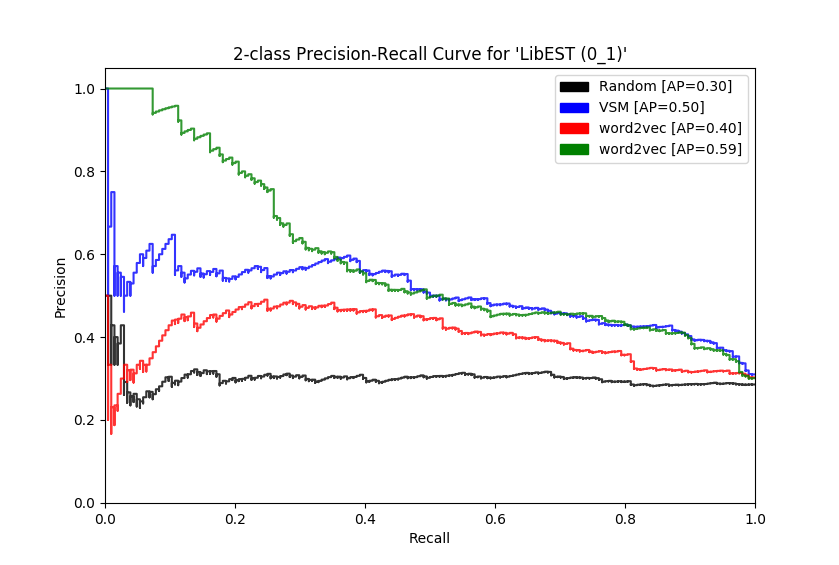 2-class Precision-Recall Curve for 'LibEST (0_1)'
Random [AP=0.30]
VSM [AP=0.50]
word2vec [AP=0.40]
word2vec [AP=0.59]
Precision
1.0
0.8
0.6
0.4
0.2
0.0
0.0 0.2 0.4 0.6 0.8 1.0
Recall